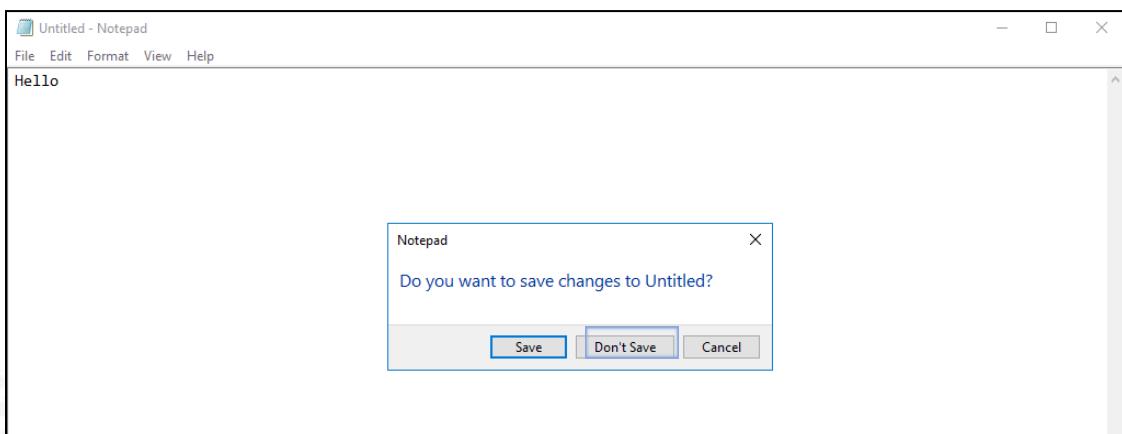 Untitled - Notepad
File Edit Format View Help
Hello
Notepad
Do you want to save changes to Untitled?
Save Don't Save Cancel